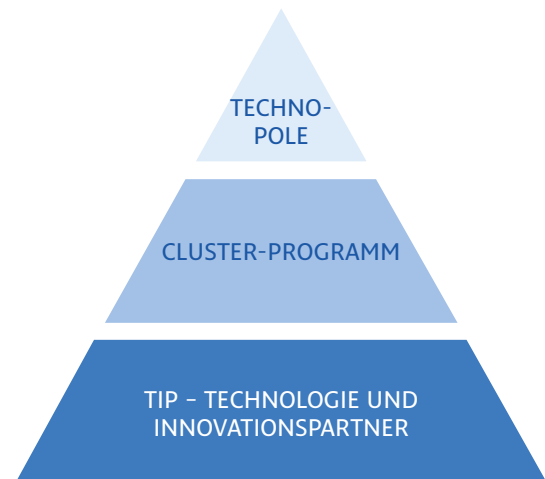 TECHNO-
POLE
CLUSTER-PROGRAMM
TIP – TECHNOLOGIE UND
INNOVATIONSPARTNER